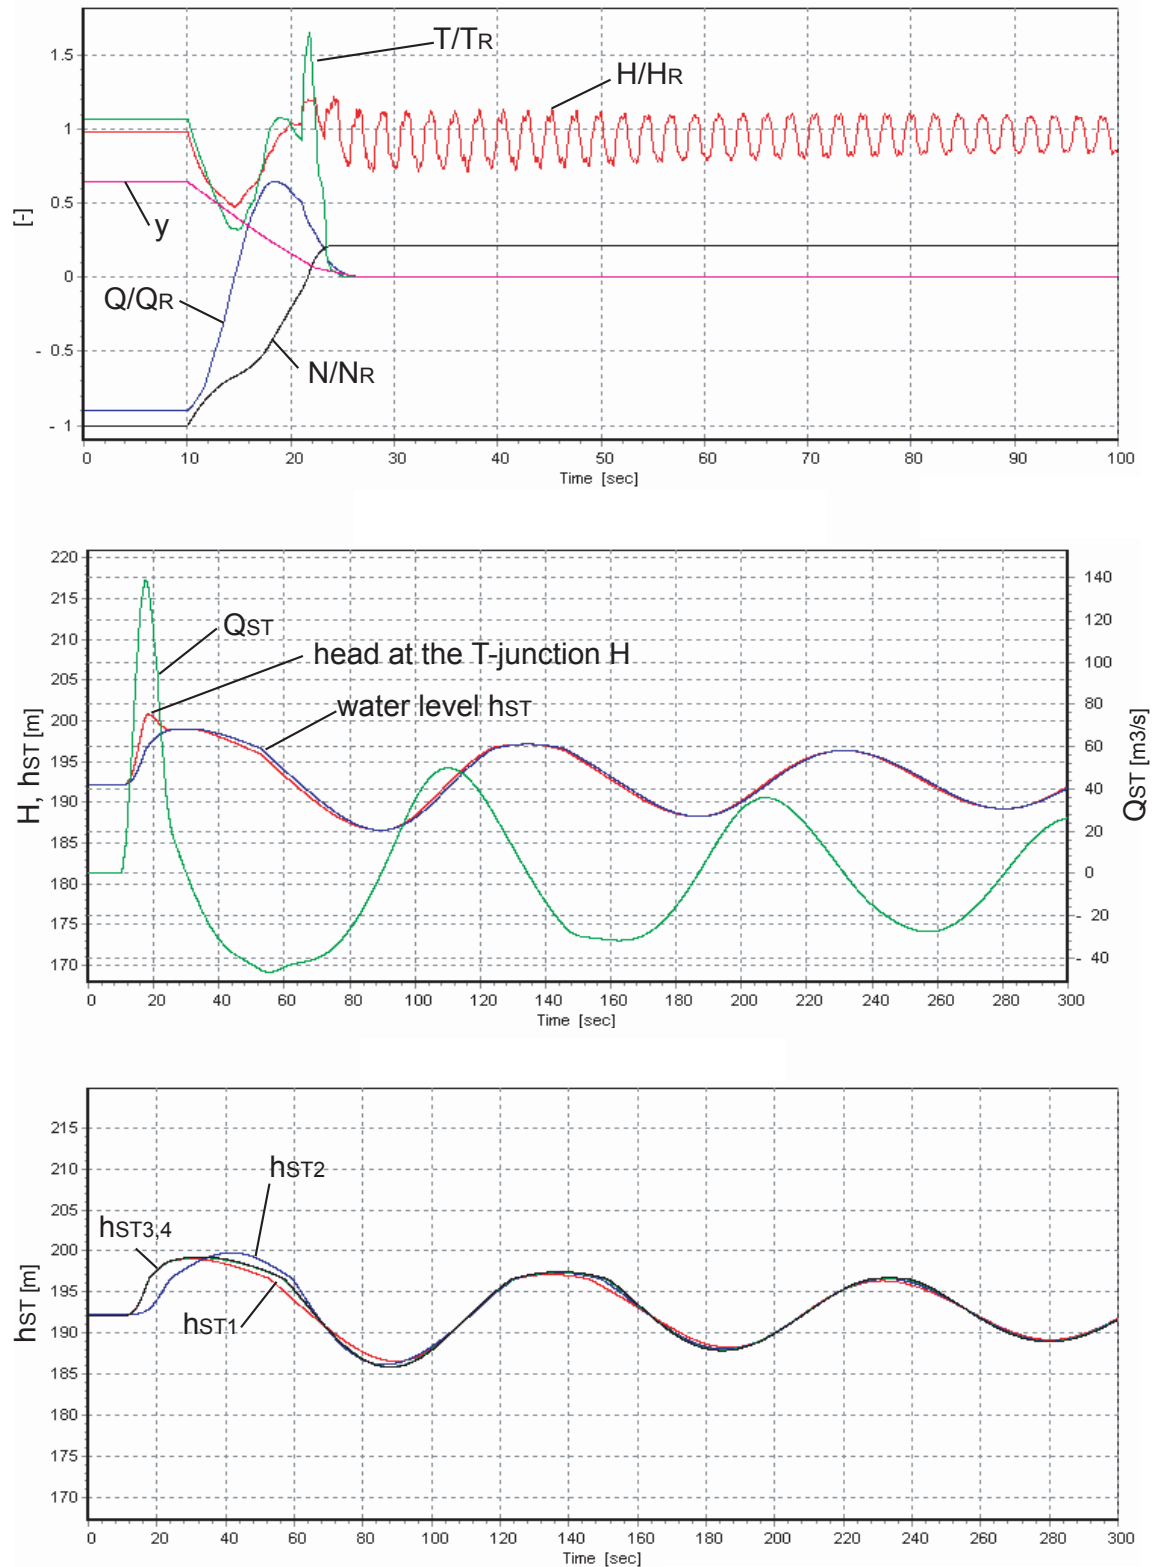 T/TR
H/HR
1.5
1
0.5
[-]
y
0
Q/QR
- 0.5
N/NR
- 1
0 10 20 30 40 50 60 70 80 90 100
Time [sec]
220
215
210
205
200
195
190
185
180
175
170
H, hST [m]
QST
head at the T-junction H
water level hST
140
120
100
80
60
40
20
0
- 20
- 40
QST [m3/s]
0 20 40 60 80 100 120 140 160 180 200 220 240 260 280 300
Time [sec]
215
210
205
200
195
190
185
180
175
170
hST [m]
hST2
hST3,4
hST1
0 20 40 60 80 100 120 140 160 180 200 220 240 260 280 300
Time [sec]